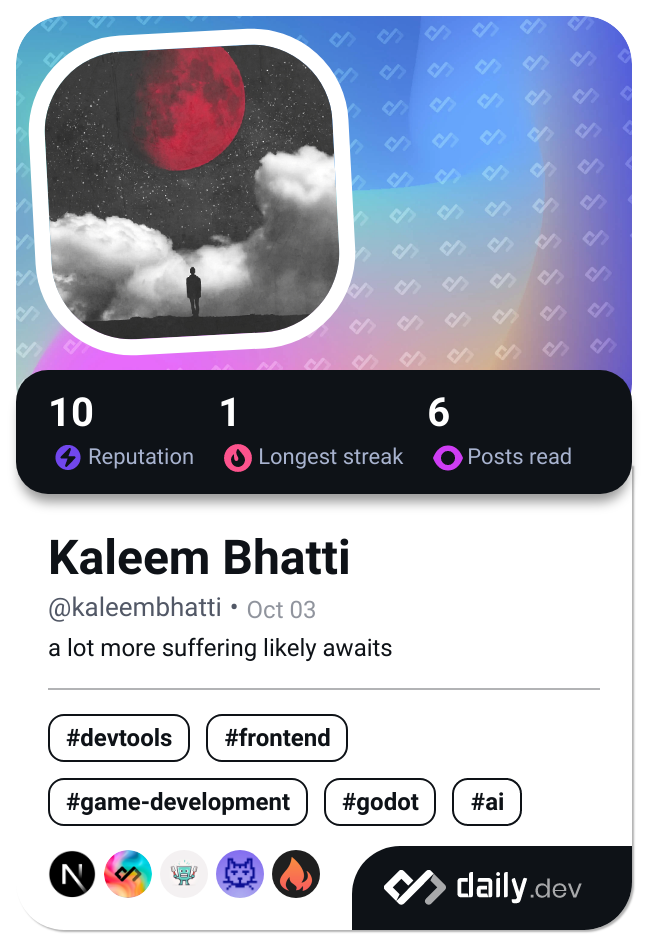 10 1 6
Reputation Longest streak Posts read
Kaleem Bhatti
@kaleembhatti • Oct 03
a lot more suffering likely awaits
#devtools #frontend
#game-development #godot #ai
N
daily.dev